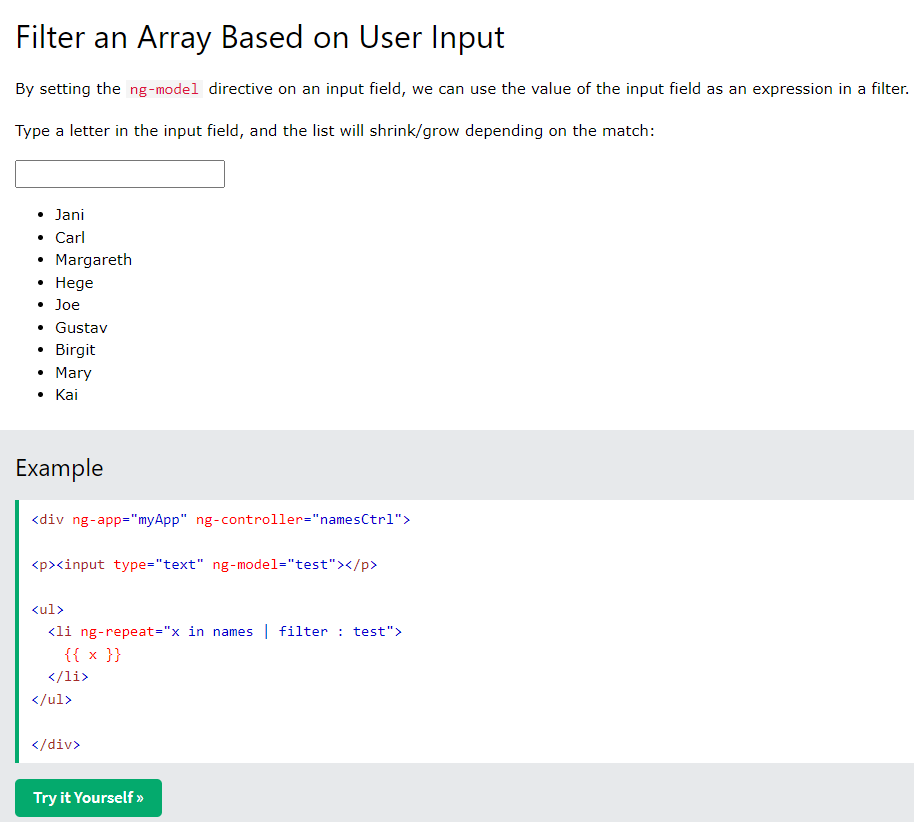 Filter an Array Based on User Input
By setting the ng-model directive on an input field, we can use the value of the input field as an expression in a filter.
Type a letter in the input field, and the list will shrink/grow depending on the match:
Jani
Carl
Margareth
Hege
Joe
Gustav
Birgit
Mary
Kai
Example
<div ng-app="myApp" ng-controller="namesCtrl">
<p><input type="text" ng-model="test"></p>
<ul>
<li ng-repeat="x in names | filter : test">
{{ x }}
</li>
</ul>
</div>
Try it Yourself »